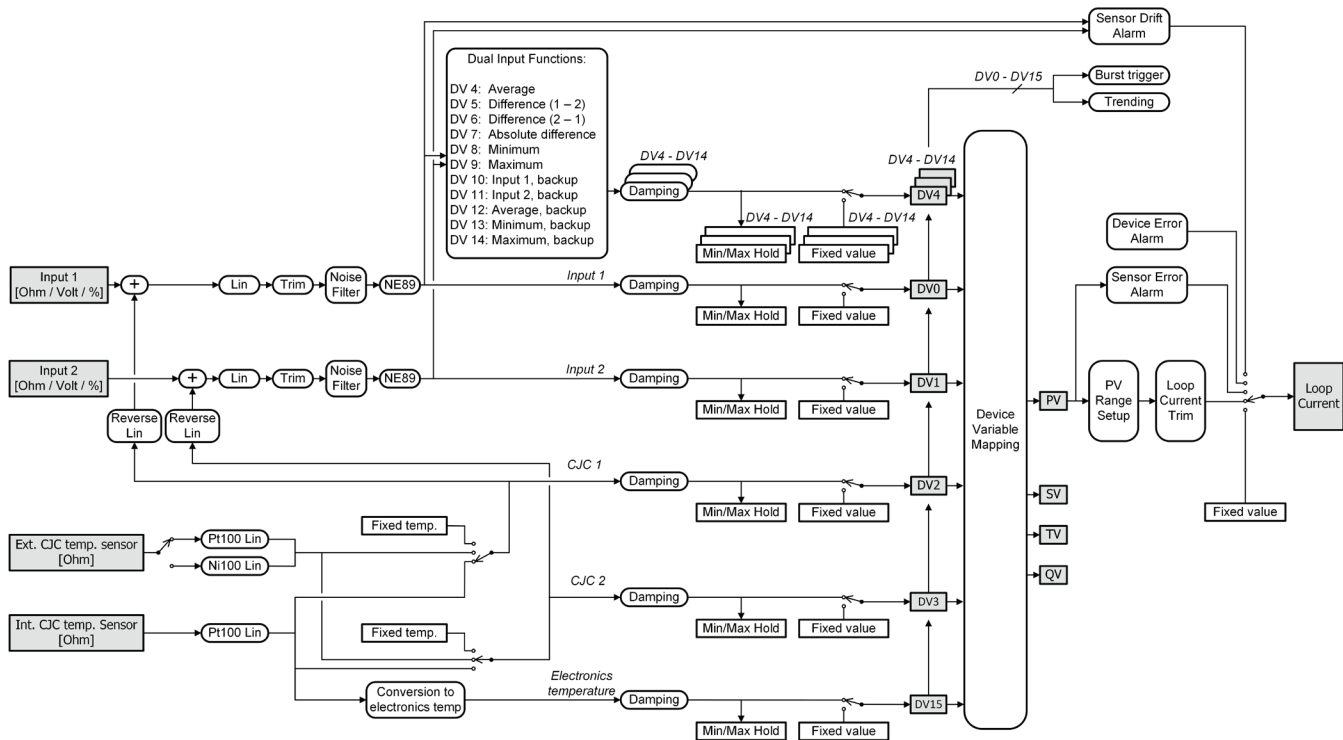 Sensor Drift
Alarm
Dual Input Functions:
DV 4: Average
DV 5: Difference (1 – 2)
DV 6: Difference (2 – 1)
DV 7: Absolute difference
DV 8: Minimum
DV 9: Maximum
DV 10: Input 1, backup
DV 11: Input 2, backup
DV 12: Average, backup
DV 13: Minimum, backup
DV 14: Maximum, backup
DV0 - DV15
Burst trigger
Trending
DV4 - DV14
Damping
DV4 - DV14
DV4
DV4 - DV14
Min/Max Hold
DV4 - DV14
Fixed value
Device Error
Alarm
Input 1
[Ohm / Volt / %]
+
Lin
Trim
Noise
Filter
NE89
Input 1
Damping
DV0
Min/Max Hold
Fixed value
Sensor Error
Alarm
Input 2
[Ohm / Volt / %]
+
Lin
Trim
Noise
Filter
NE89
Input 2
Damping
DV1
Min/Max Hold
Fixed value
Device
Variable
Mapping
PV
PV
Range
Setup
Loop
Current
Trim
Loop
Current
Reverse
Lin
Reverse
Lin
CJC 1
Damping
DV2
Min/Max Hold
Fixed value
SV
TV
QV
Fixed value
Ext. CJC temp. sensor
[Ohm]
Pt100 Lin
Ni100 Lin
Fixed temp.
CJC 2
Damping
DV3
Min/Max Hold
Fixed value
Int. CJC temp. Sensor
[Ohm]
Pt100 Lin
Fixed temp.
Conversion to
electronics temp
Electronics
temperature
Damping
DV15
Min/Max Hold
Fixed value